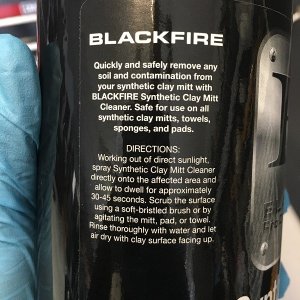 BLACKFIRE
Quickly and safely remove any
soil and contamination from
your synthetic clay mitt with
BLACKFIRE Synthetic Clay Mitt
Cleaner. Safe for use on all
synthetic clay mitts, towels,
sponges, and pads.
DIRECTIONS:
Working out of direct sunlight,
spray Synthetic Clay Mitt Cleaner
directly onto the affected area and
allow to dwell for approximately
30-45 seconds. Scrub the surface
using a soft-bristled brush or by
agitating the mitt, pad, or towel.
Rinse thoroughly with water and let
air dry with clay surface facing up.